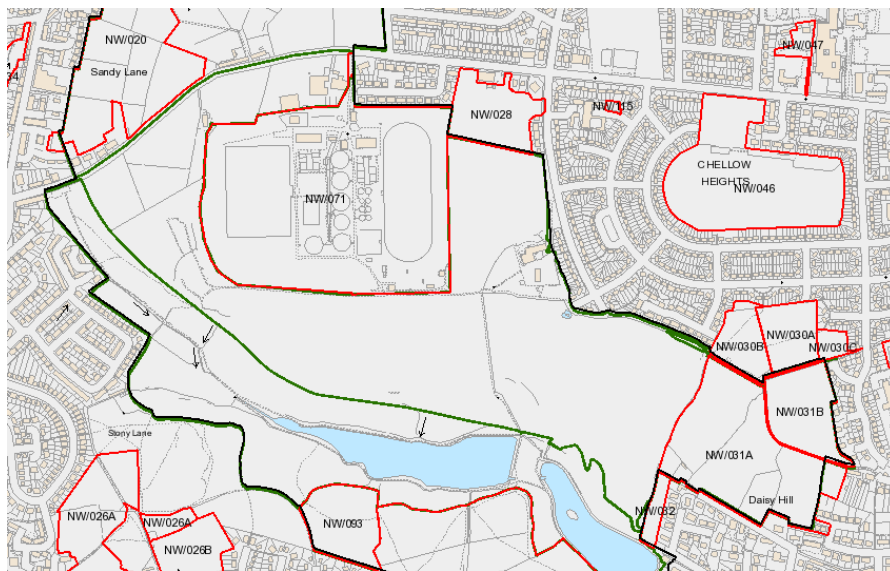 NW/020
Sandy Lane
34
NW/047
NW/028
NW/115
CHELLOW
HEIGHTS
NW/046
NW/071
NW/030A
NW/030B
NW/030C
NW/031B
NW/031A
Stony Lane
Daisy Hill
NW/026A
NW/026A
NW/026B
NW/093
NW/032